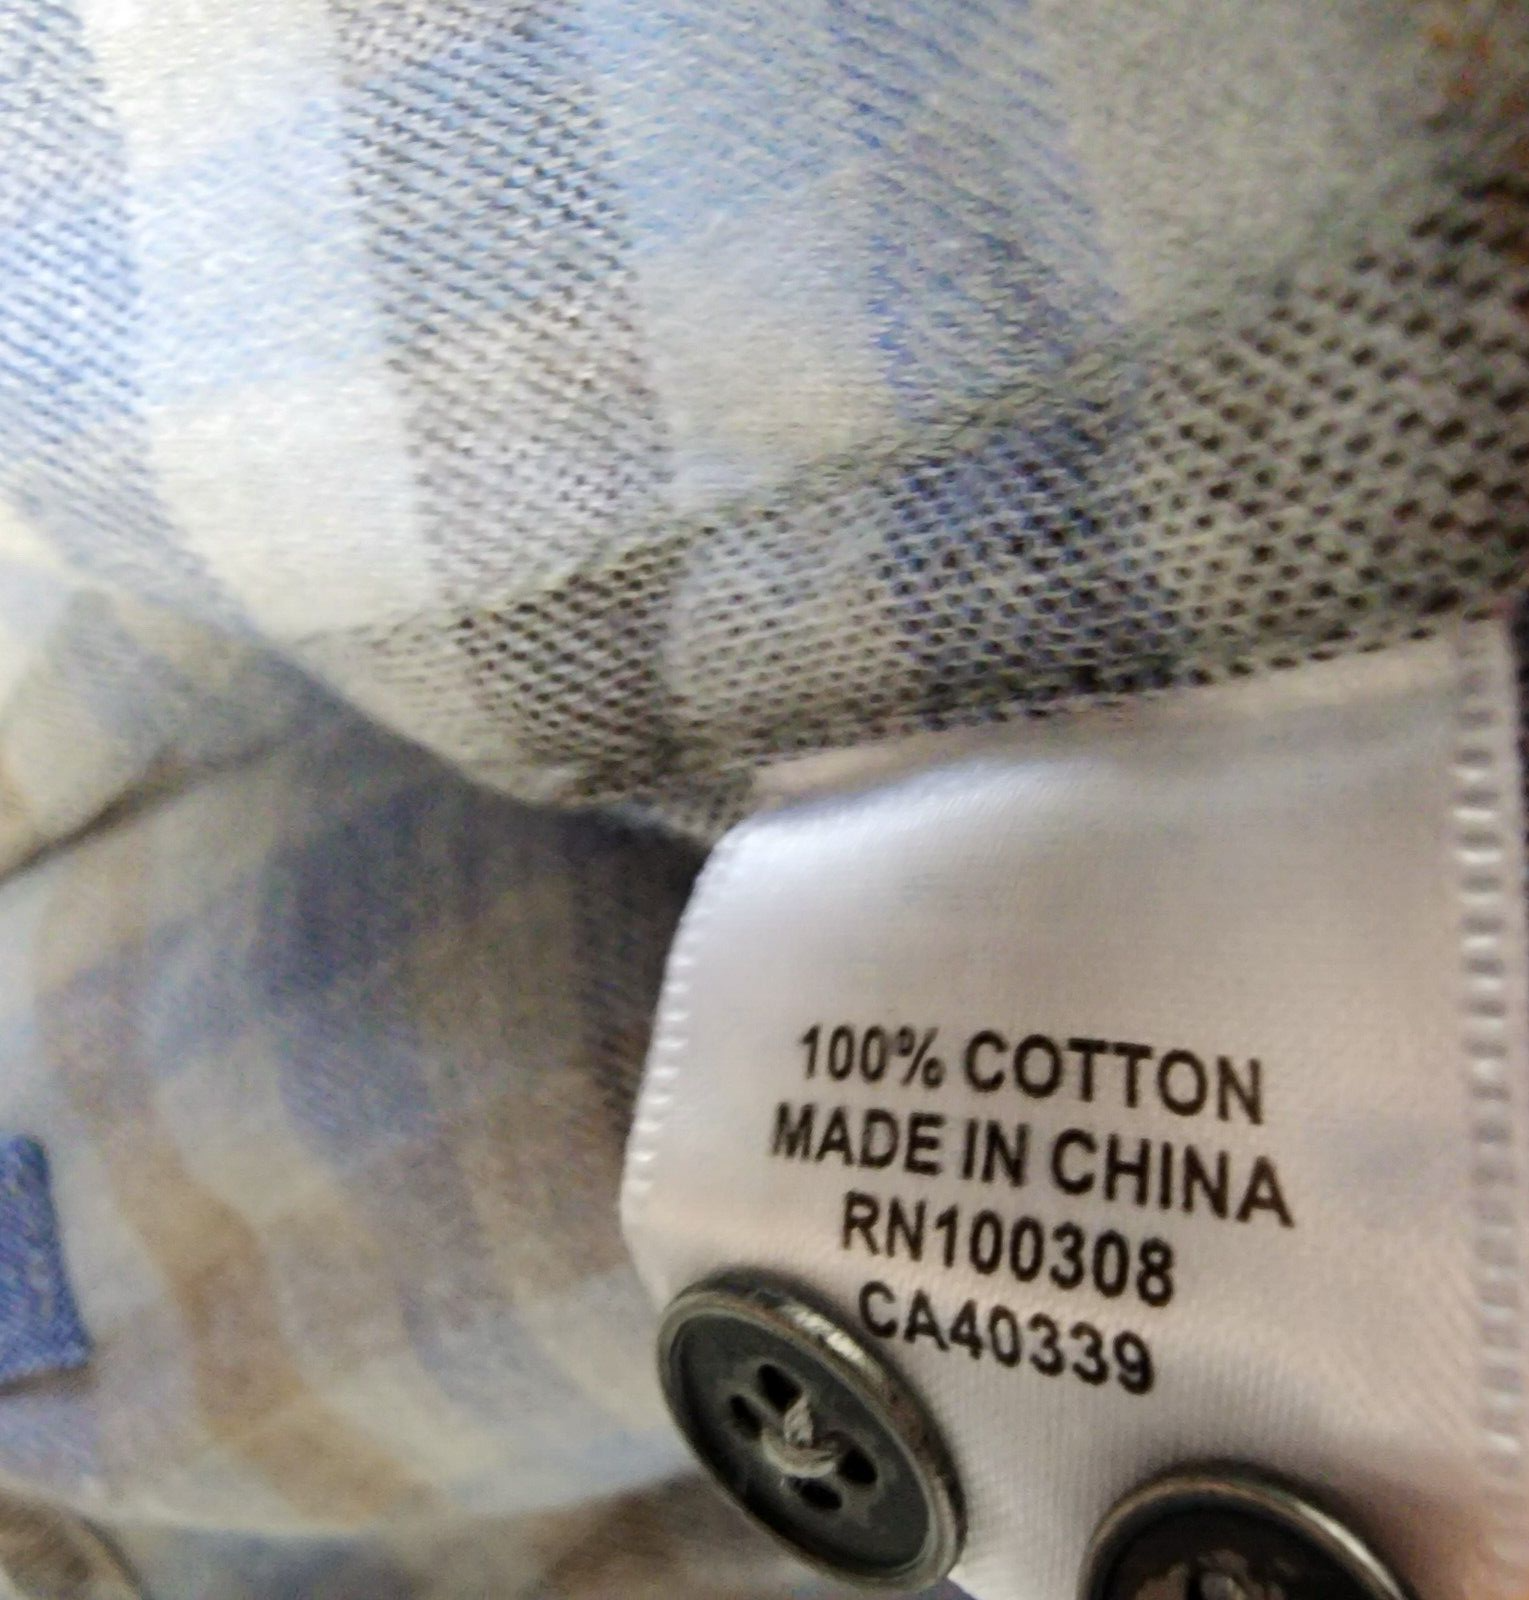 100% COTTON
MADE IN CHINA
RN100308
CA40339